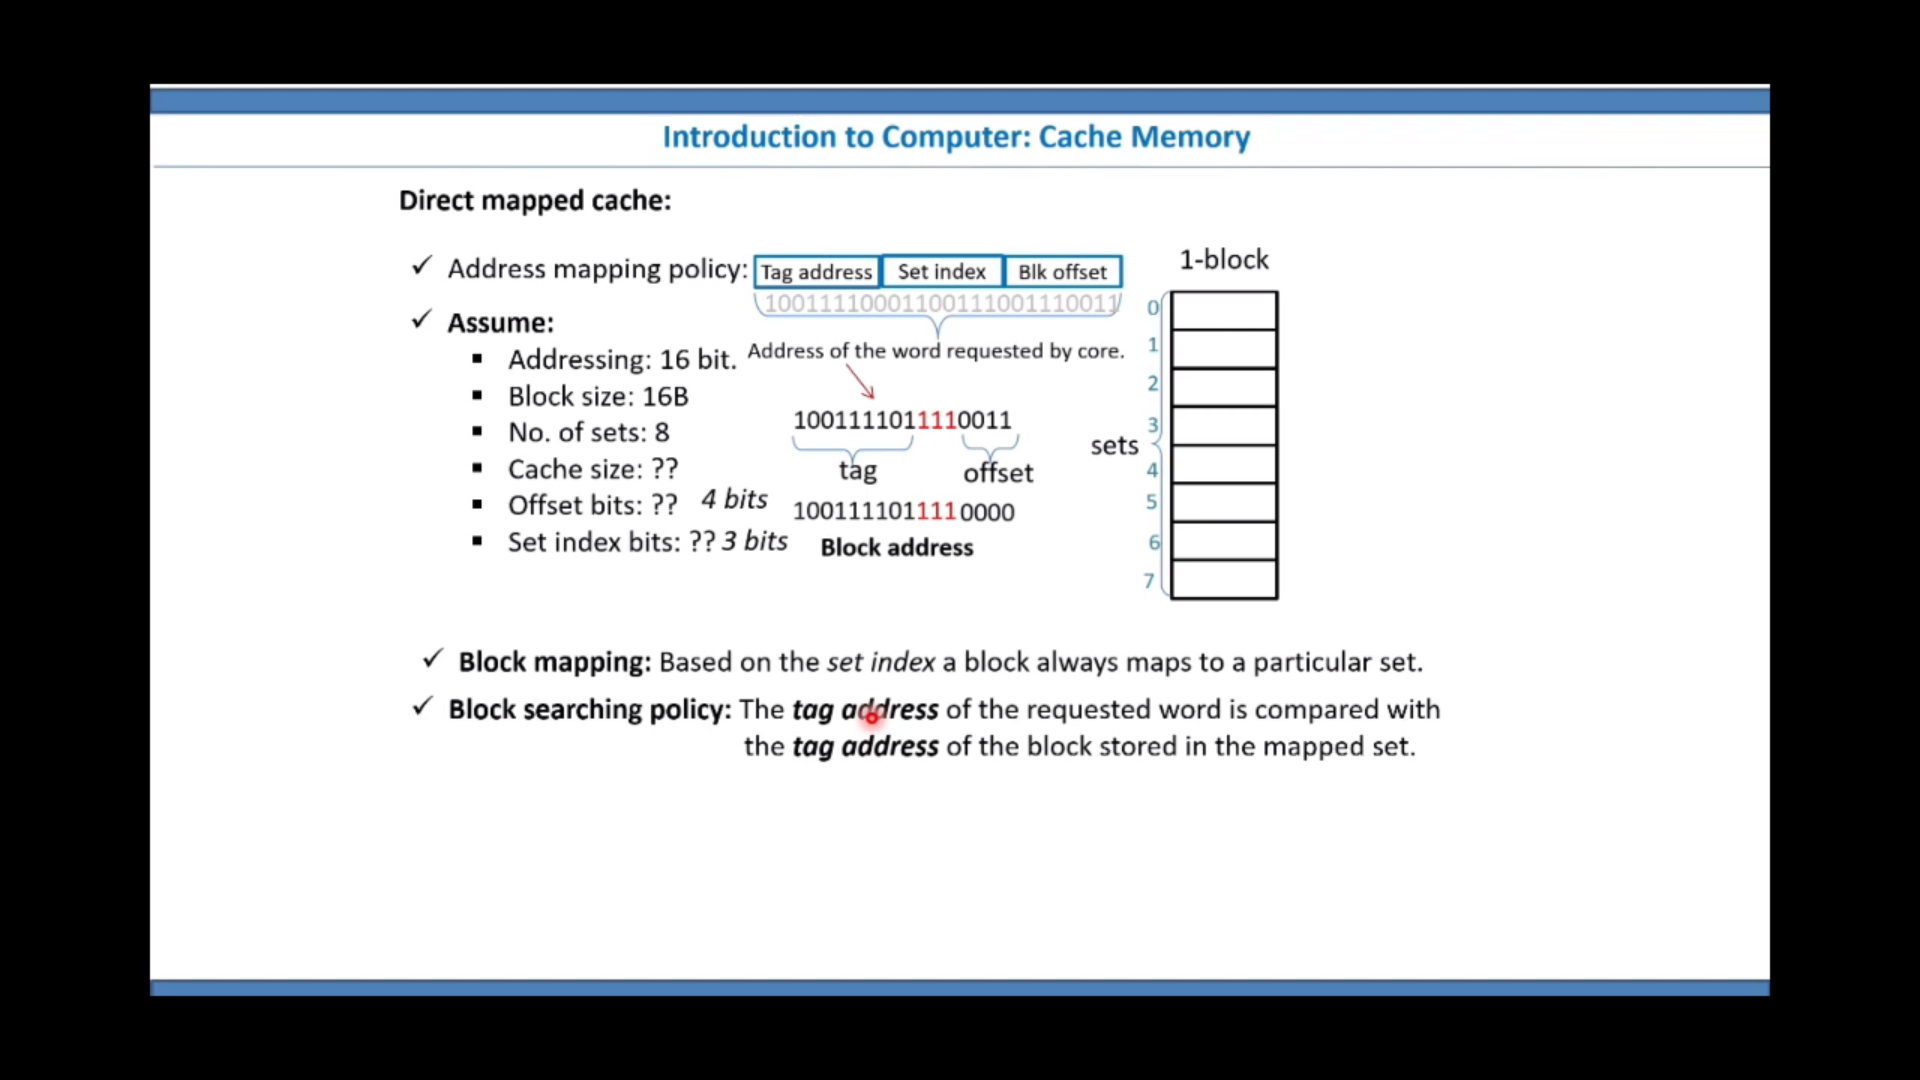 Introduction to Computer: Cache Memory
Direct mapped cache:
✓ Address mapping policy: Tag address Set index Blk offset
1-block
✓ Assume:
Address of the word requested by core.
▪ Addressing: 16 bit.
▪ Block size: 16B
1001111011110011
▪ No. of sets: 8
tag offset
▪ Cache size: ??
▪ Offset bits: ?? 4 bits
1001111011110000
▪ Set index bits: ?? 3 bits
Block address
sets
0
1
2
3
4
5
6
7
✓ Block mapping: Based on the set index a block always maps to a particular set.
✓ Block searching policy: The tag address of the requested word is compared with
the tag address of the block stored in the mapped set.